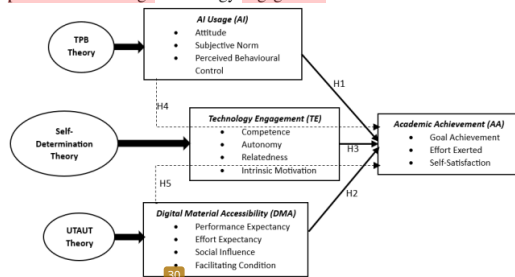 TPB
Theory
AI Usage (AI)
• Attitude
• Subjective Norm
• Perceived Behavioural
Control
H1
H4
Self-
Determination
Theory
Technology Engagement (TE)
• Competence
• Autonomy
• Relatedness
• Intrinsic Motivation
H3
Academic Achievement (AA)
• Goal Achievement
• Effort Exerted
• Self-Satisfaction
H5
H2
UTAUT
Theory
Digital Material Accessibility (DMA)
• Performance Expectancy
• Effort Expectancy
• Social Influence
• Facilitating Condition
30